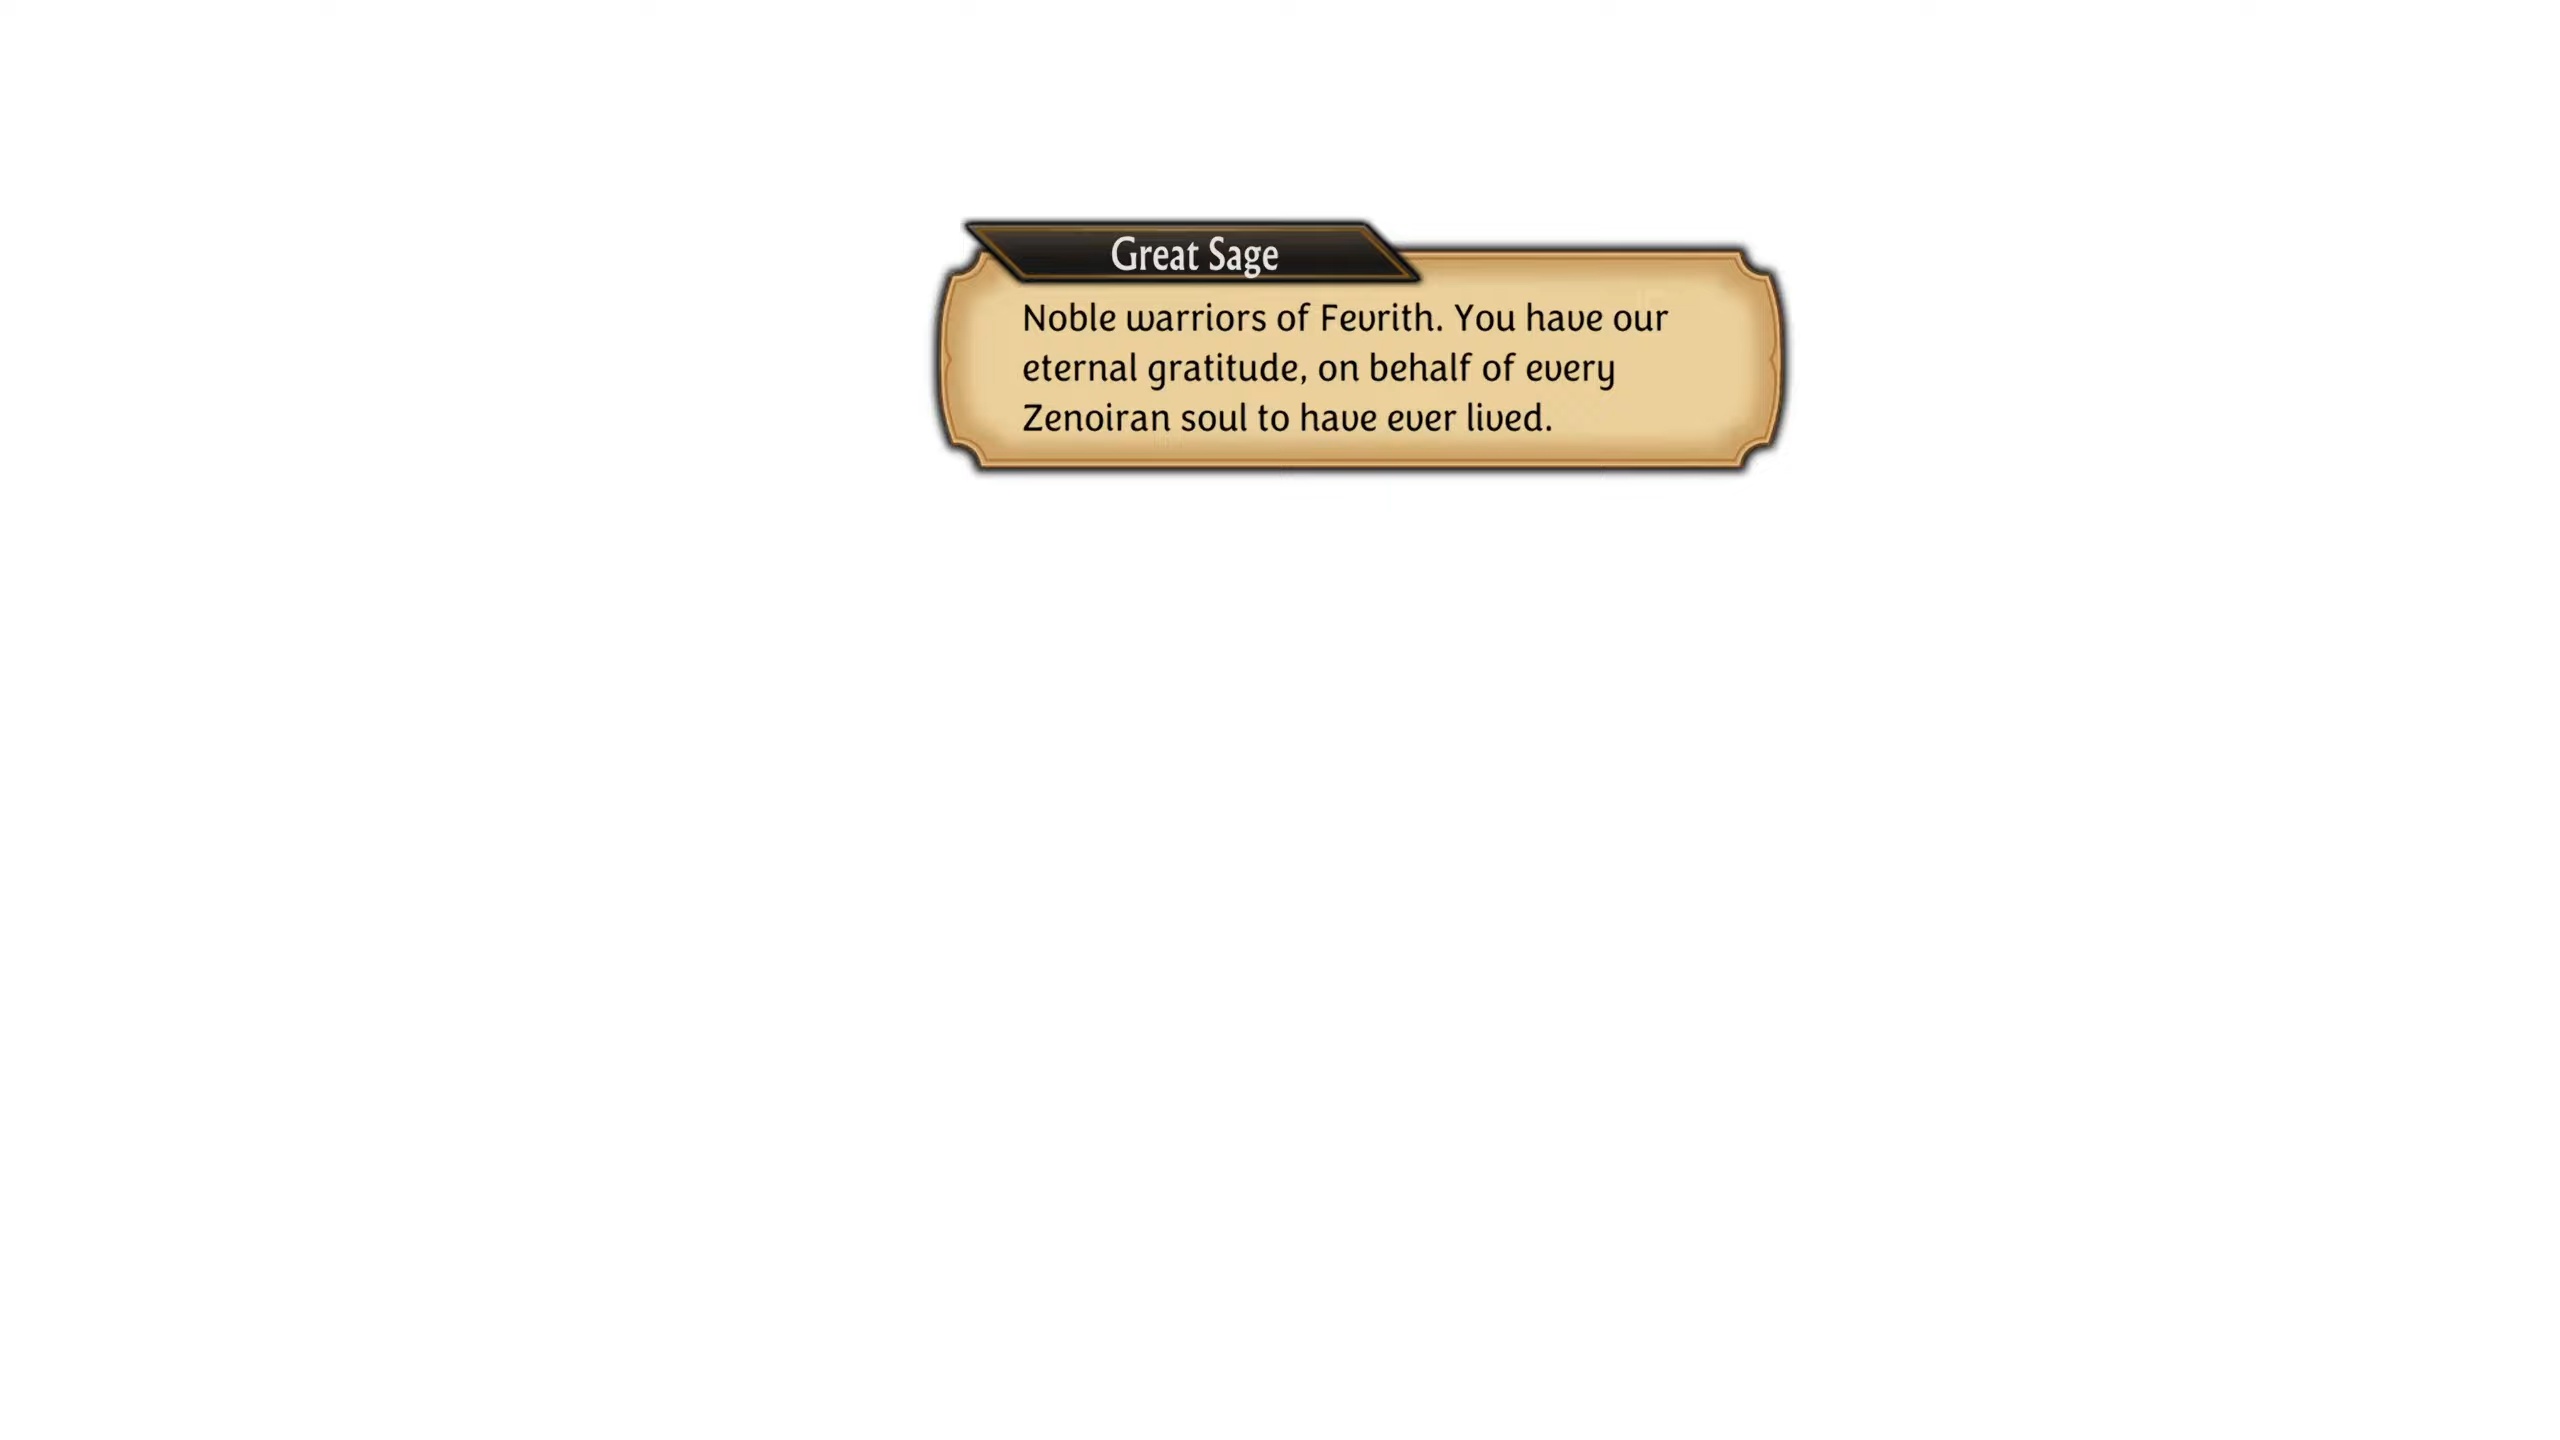 Great Sage
Noble warriors of Fevrith. You have our
eternal gratitude, on behalf of every
Zenoiran soul to have ever lived.